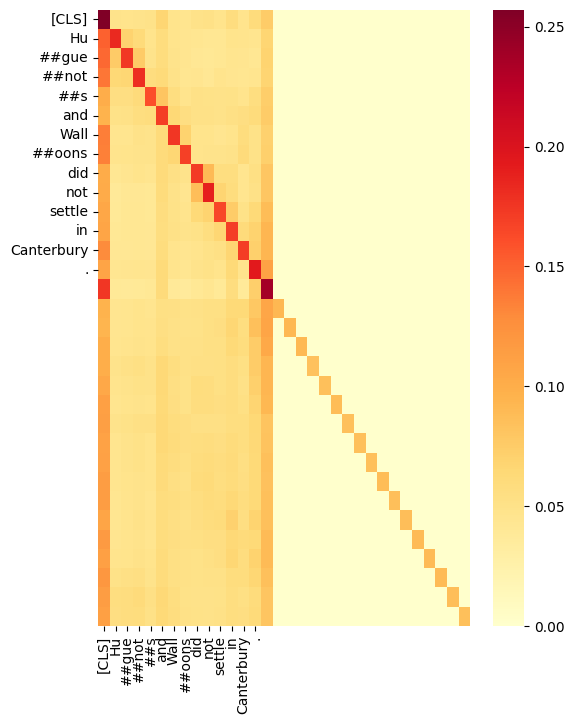 [CLS]
Hu
##gue
##not
##s
and
Wall
##oons
did
not
settle
in
Canterbury
.
0.25
0.20
0.15
0.10
0.05
0.00
[CLS]
Hu
##gue
##not
##s
and
Wall
##oons
did
not
settle
in
Canterbury
.